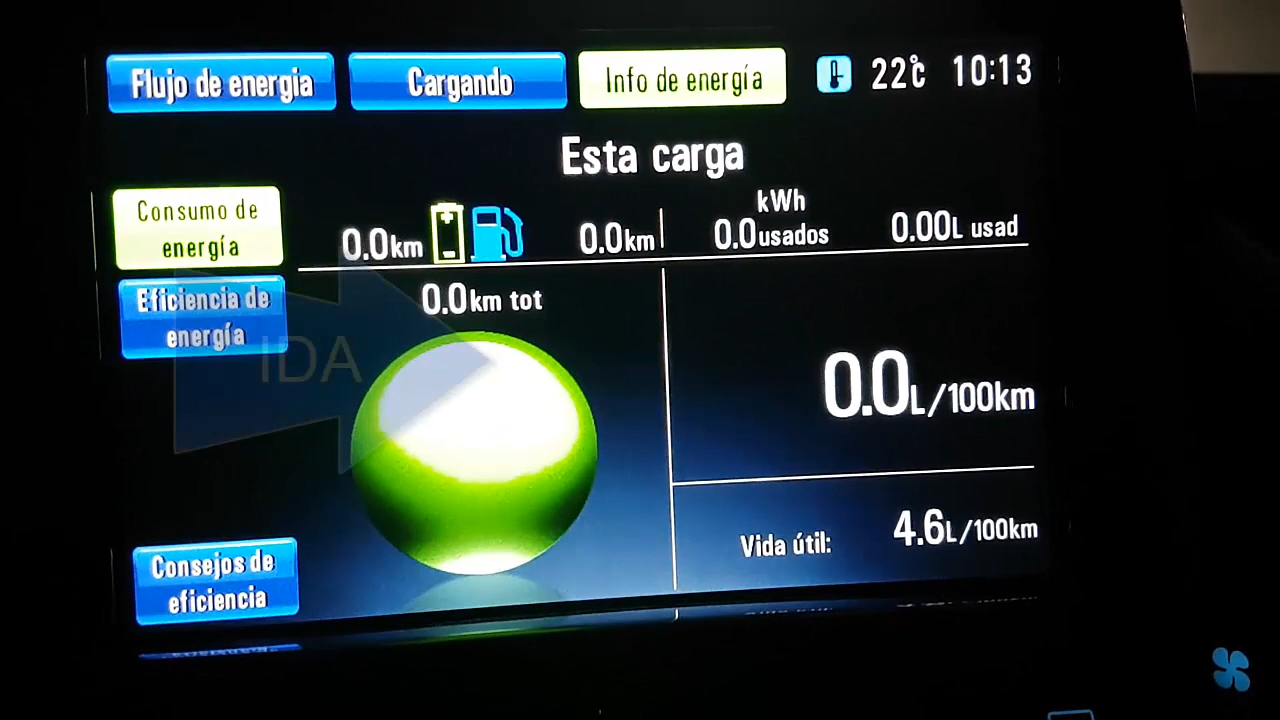 Flujo de energia
Cargando
Info de energía
22°C
10:13
Esta carga
Consumo de
energía
0.0km
0.0km
kWh
0.0usados
0.00L usad
Eficiencia de
energía
0.0km tot
IDA
0.0L/100km
Vida útil:
4.6L/100km
Consejos de
eficiencia